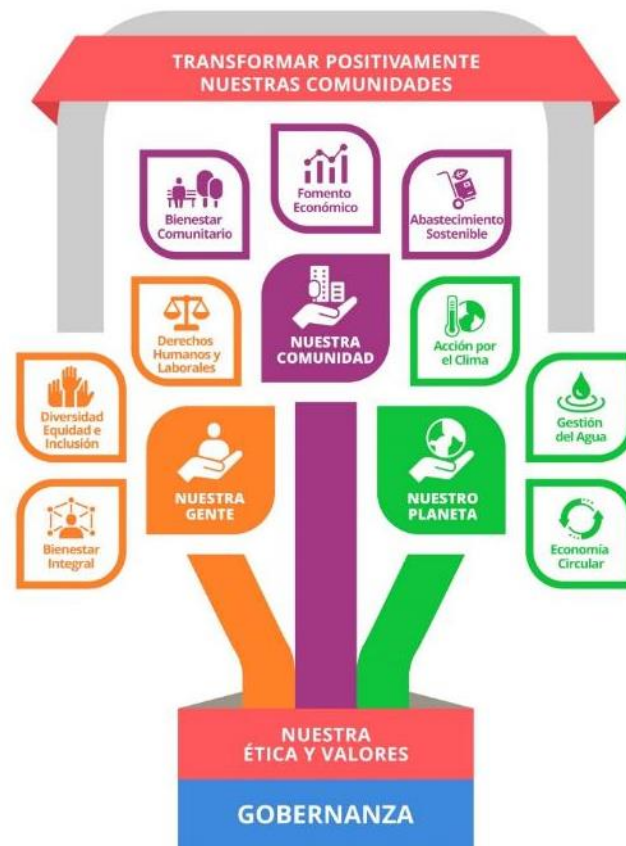 TRANSFORMAR POSITIVAMENTE
NUESTRAS COMUNIDADES
Bienestar
Comunitario
Fomento
Económico
Abastecimiento
Sostenible
Derechos
Humanos y
Laborales
NUESTRA
COMUNIDAD
Acción por
el Clima
Diversidad
Equidad e
Inclusión
NUESTRA
GENTE
NUESTRO
PLANETA
Gestión
del Agua
Bienestar
Integral
Economía
Circular
NUESTRA
ÉTICA Y VALORES
GOBERNANZA